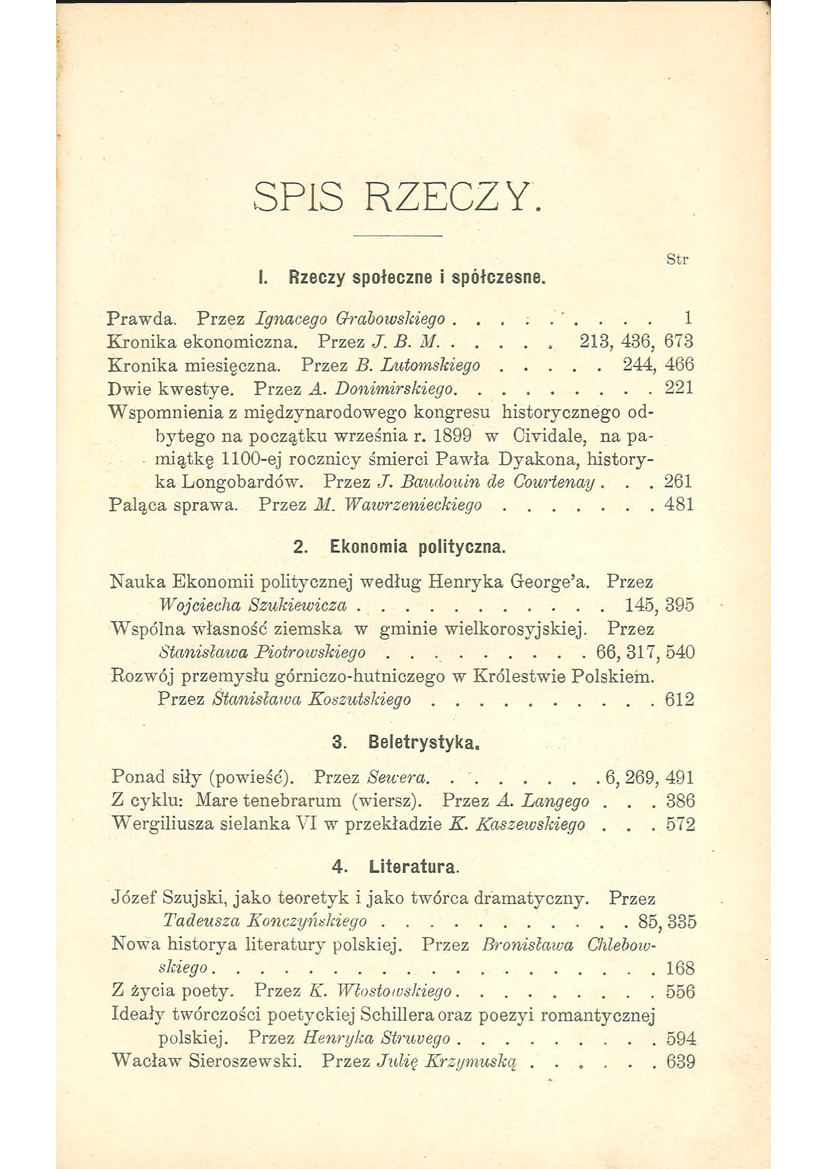 SPIS RZECZY.
Str
I. Rzeczy społeczne i spółczesne.
Prawda. Przez Ignacego Grabowskiego . . . . . . . . . 1
Kronika ekonomiczna. Przez J. B. M. . . . . . 213, 436, 673
Kronika miesięczna. Przez B. Lutomskiego . . . . . 244, 466
Dwie kwestye. Przez A. Donimirskiego. . . . . . . . . 221
Wspomnienia z międzynarodowego kongresu historycznego od-
bytego na początku września r. 1899 w Cividale, na pa-
miątkę 1100-ej rocznicy śmierci Pawła Dyakona, history-
ka Longobardów. Przez J. Baudouin de Courtenay . . . 261
Paląca sprawa. Przez M. Wawrzenieckiego . . . . . . . 481
2. Ekonomia polityczna.
Nauka Ekonomii politycznej według Henryka George'a. Przez
Wojciecha Szukiewicza . . . . . . . . . . . 145, 395
Wspólna własność ziemska w gminie wielkorosyjskiej. Przez
Stanisława Piotrowskiego . . . . . . . . . 66, 317, 540
Rozwój przemysłu górniczo-hutniczego w Królestwie Polskiem.
Przez Stanisława Koszutskiego . . . . . . . . . . 612
3. Beletrystyka.
Ponad siły (powieść). Przez Sewera. . . . . . . . 6, 269, 491
Z cyklu: Mare tenebrarum (wiersz). Przez A. Langego . . . 386
Wergiliusza sielanka VI w przekładzie K. Kaszewskiego . . . 572
4. Literatura.
Józef Szujski, jako teoretyk i jako twórca dramatyczny. Przez
Tadeusza Konczyńskiego . . . . . . . . . . . 85, 335
Nowa historya literatury polskiej. Przez Bronisława Chlebow-
skiego. . . . . . . . . . . . . . . . . . . . 168
Z życia poety. Przez K. Włostowskiego. . . . . . . . . 556
Ideały twórczości poetyckiej Schillera oraz poezyi romantycznej
polskiej. Przez Henryka Struvego . . . . . . . . . 594
Wacław Sieroszewski. Przez Julię Krzymuską . . . . . . 639